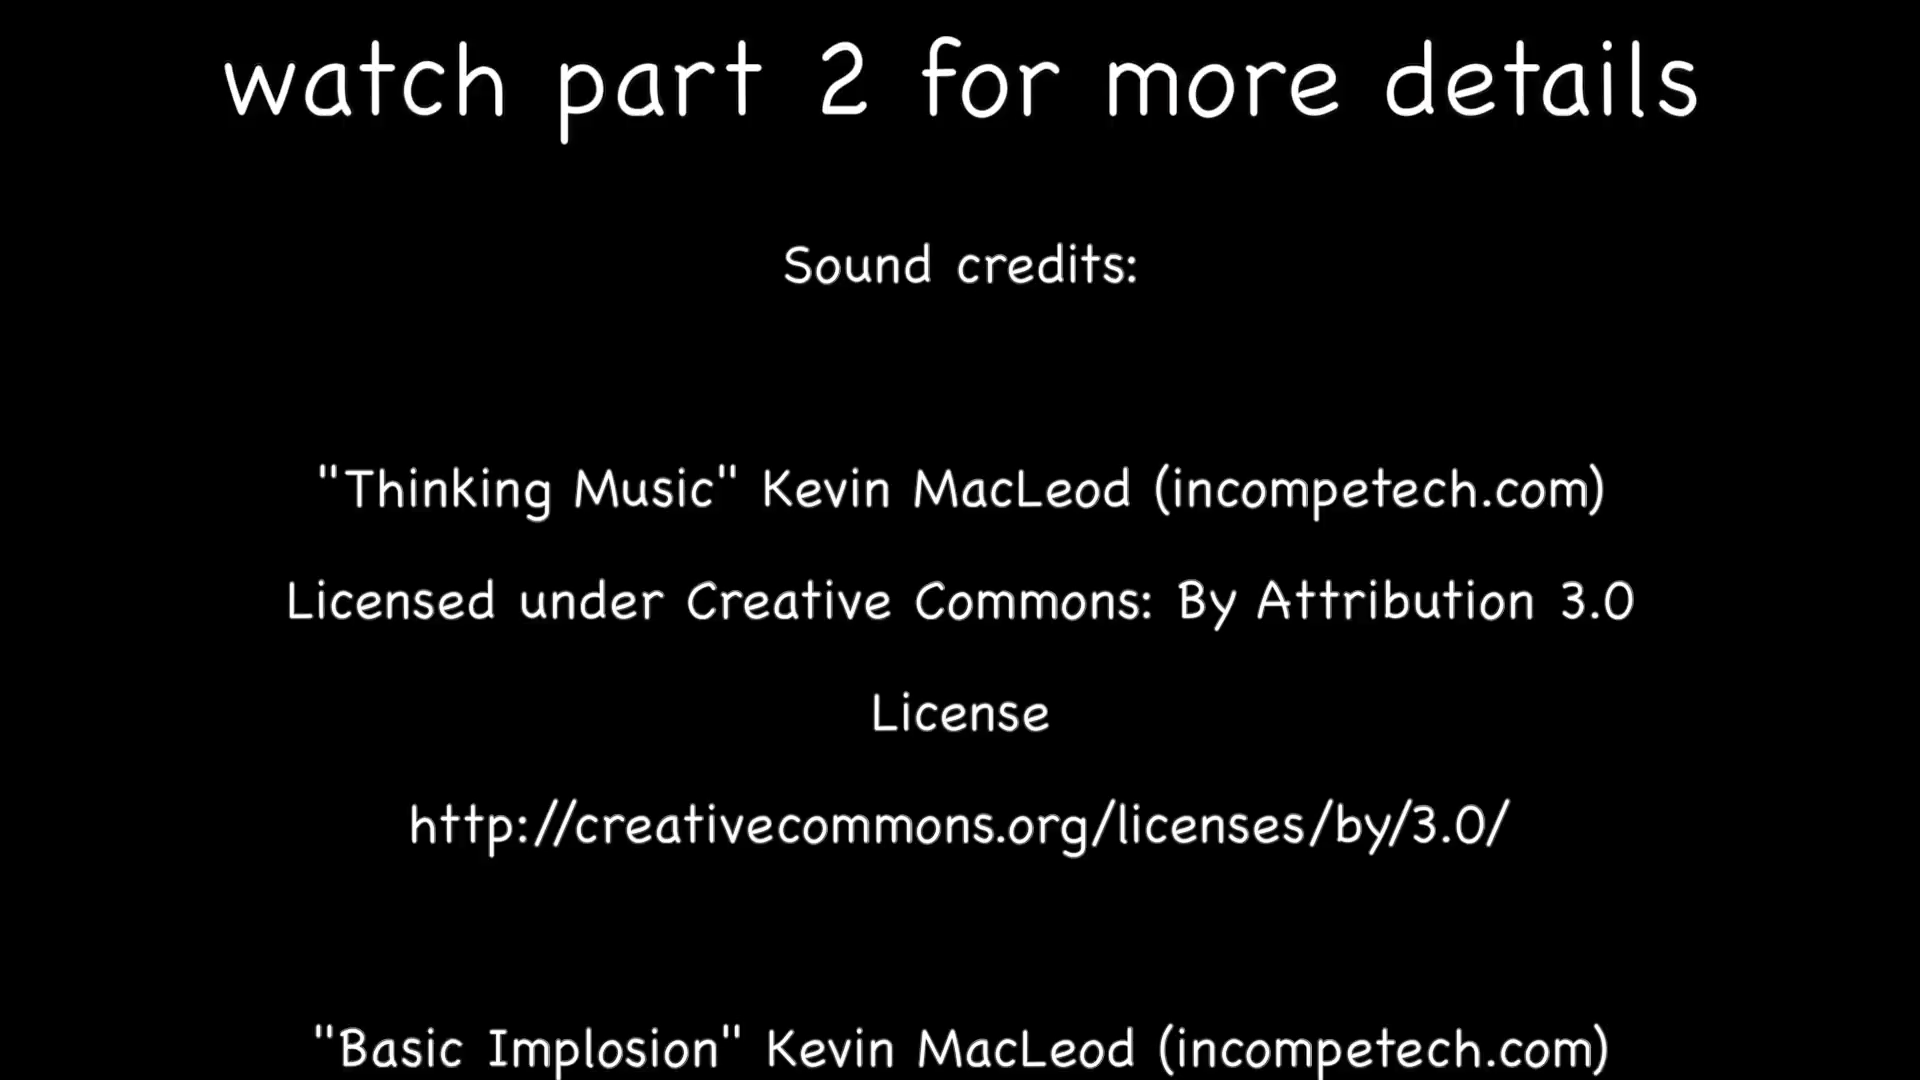 watch part 2 for more details
Sound credits:
"Thinking Music" Kevin MacLeod (incompetech.com)
Licensed under Creative Commons: By Attribution 3.0
License
http://creativecommons.org/licenses/by/3.0/
"Basic Implosion" Kevin MacLeod (incompetech.com)